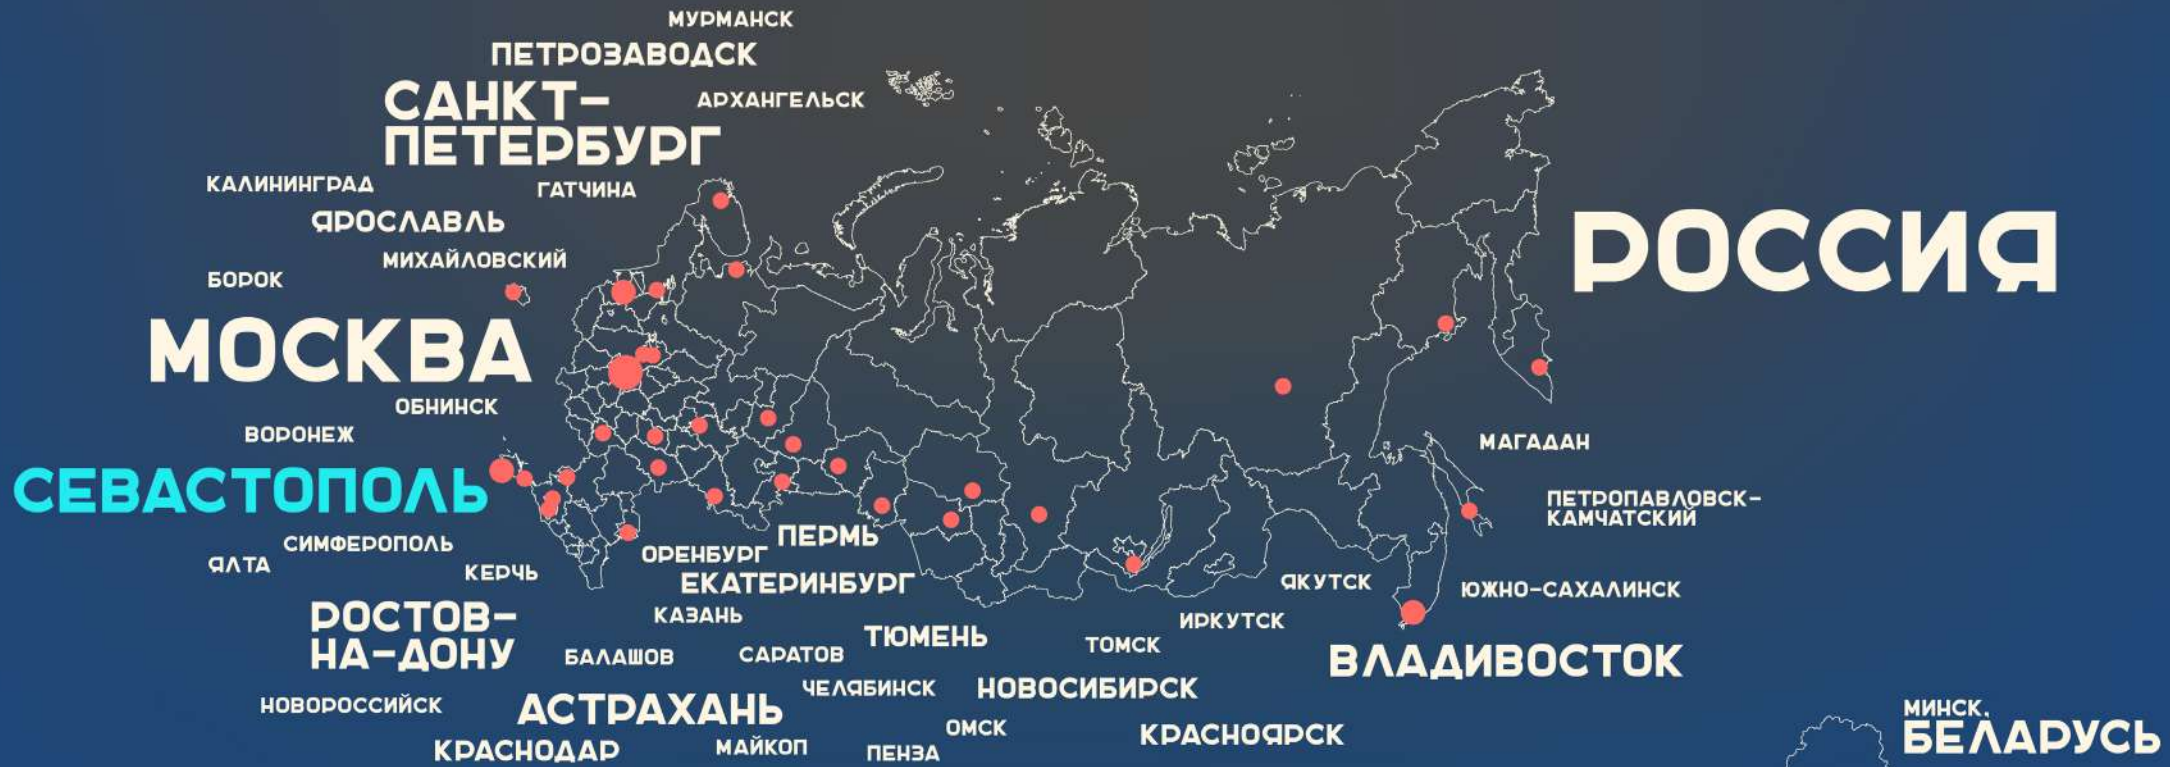 МУРМАНСК
ПЕТРОЗАВОДСК
САНКТ-
ПЕТЕРБУРГ
АРХАНГЕЛЬСК
КАЛИНИНГРАД
ГАТЧИНА
ЯРОСЛАВЛЬ
МИХАЙЛОВСКИЙ
БОРОК
РОССИЯ
МОСКВА
ОБНИНСК
ВОРОНЕЖ
СЕВАСТОПОЛЬ
СИМФЕРОПОЛЬ
ЯЛТА
КЕРЧЬ
РОСТОВ-
НА-ДОНУ
НОВОРОССИЙСК
КРАСНОДАР
АСТРАХАНЬ
БАЛАШОВ
МАЙКОП
ПЕРМЬ
ОРЕНБУРГ
ЕКАТЕРИНБУРГ
КАЗАНЬ
ТЮМЕНЬ
САРАТОВ
ЧЕЛЯБИНСК
НОВОСИБИРСК
ОМСК
ПЕНЗА
ТОМСК
ИРКУТСК
ЯКУТСК
КРАСНОЯРСК
МАГАДАН
ПЕТРОПАВЛОВСК-
КАМЧАТСКИЙ
ЮЖНО-САХАЛИНСК
ВЛАДИВОСТОК
МИНСК,
БЕЛАРУСЬ